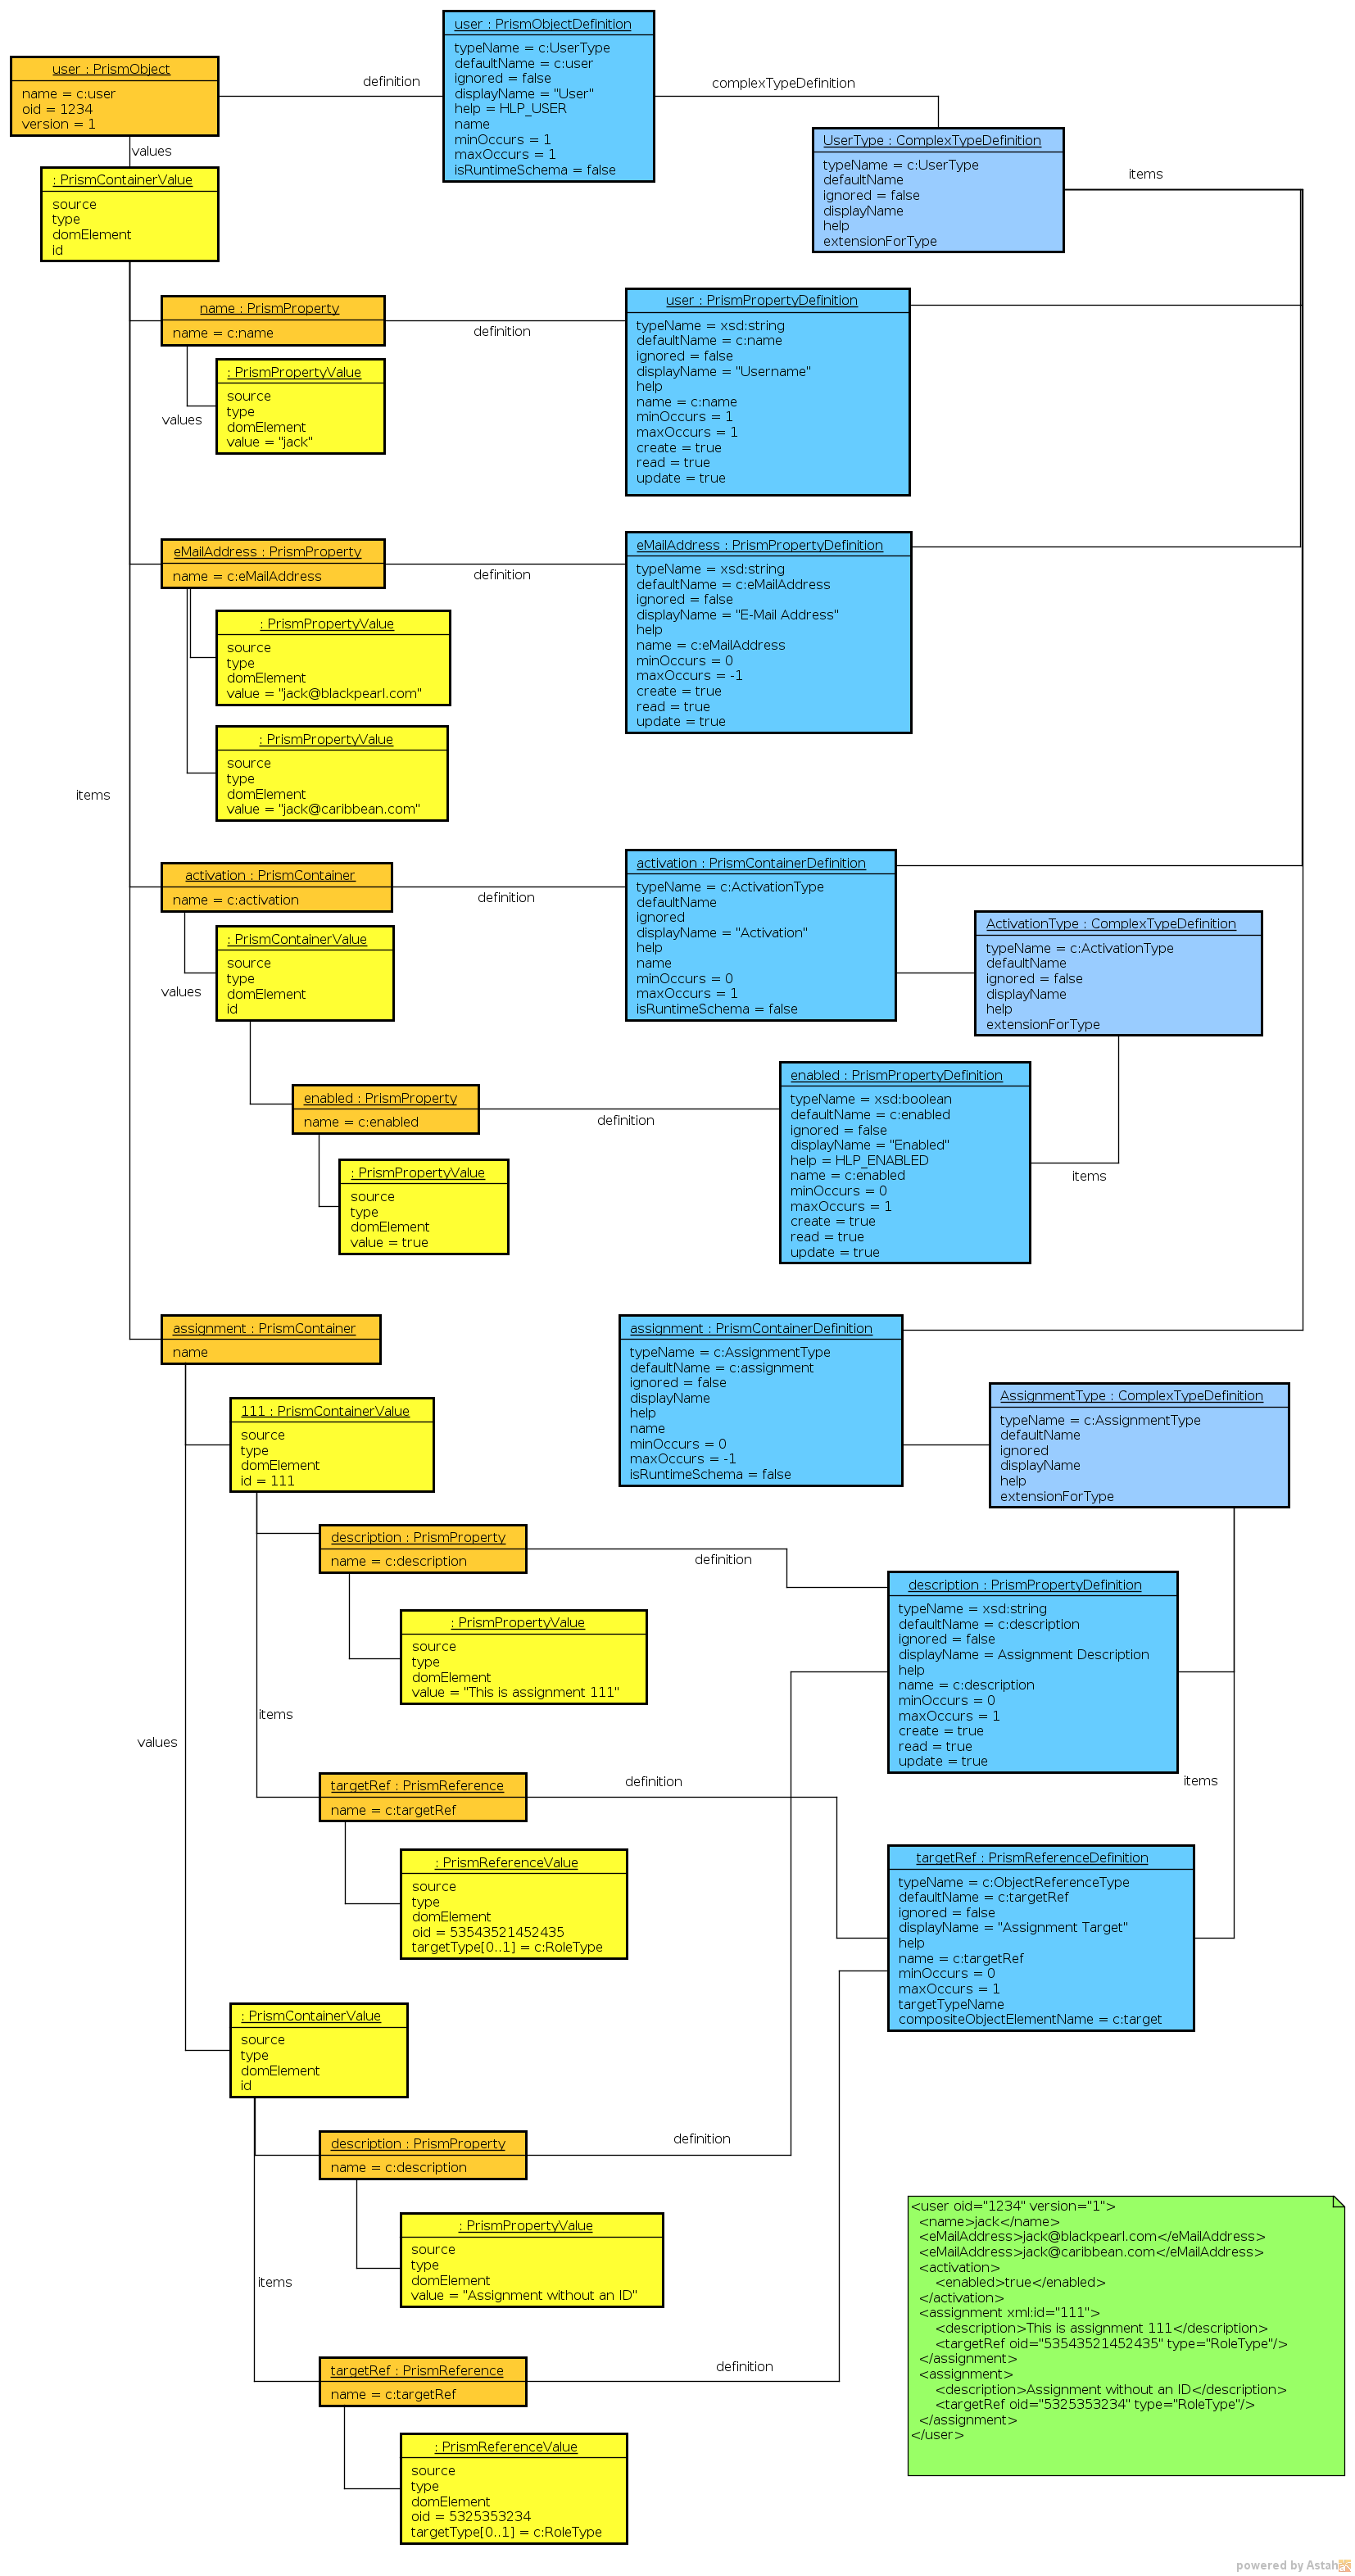 user : PrismObjectDefinition
typeName = c:UserType
defaultName = c:user
ignored = false
displayName = "User"
help = HLP_USER
name
minOccurs = 1
maxOccurs = 1
isRuntimeSchema = false
user : PrismObject
name = c:user
oid = 1234
version = 1
definition
complexTypeDefinition
values
UserType : ComplexTypeDefinition
typeName = c:UserType
defaultName
ignored = false
displayName
help
extensionForType
items
: PrismContainerValue
source
type
domElement
id
name : PrismProperty
name = c:name
definition
user : PrismPropertyDefinition
typeName = xsd:string
defaultName = c:name
ignored = false
displayName = "Username"
help
name = c:name
minOccurs = 1
maxOccurs = 1
create = true
read = true
update = true
: PrismPropertyValue
source
type
domElement
value = "jack"
values
eMailAddress : PrismProperty
name = c:eMailAddress
definition
eMailAddress : PrismPropertyDefinition
typeName = xsd:string
defaultName = c:eMailAddress
ignored = false
displayName = "E-Mail Address"
help
name = c:eMailAddress
minOccurs = 0
maxOccurs = -1
create = true
read = true
update = true
: PrismPropertyValue
source
type
domElement
value = "jack@blackpearl.com"
: PrismPropertyValue
source
type
domElement
value = "jack@caribbean.com"
items
activation : PrismContainer
name = c:activation
definition
activation : PrismContainerDefinition
typeName = c:ActivationType
defaultName
ignored
displayName = "Activation"
help
name
minOccurs = 0
maxOccurs = 1
isRuntimeSchema = false
ActivationType : ComplexTypeDefinition
typeName = c:ActivationType
defaultName
ignored = false
displayName
help
extensionForType
: PrismContainerValue
source
type
domElement
id
values
enabled : PrismProperty
name = c:enabled
definition
enabled : PrismPropertyDefinition
typeName = xsd:boolean
defaultName = c:enabled
ignored = false
displayName = "Enabled"
help = HLP_ENABLED
name = c:enabled
minOccurs = 0
maxOccurs = 1
create = true
read = true
update = true
items
: PrismPropertyValue
source
type
domElement
value = true
assignment : PrismContainer
name
assignment : PrismContainerDefinition
typeName = c:AssignmentType
defaultName = c:assignment
ignored = false
displayName
help
name
minOccurs = 0
maxOccurs = -1
isRuntimeSchema = false
AssignmentType : ComplexTypeDefinition
typeName = c:AssignmentType
defaultName
ignored
displayName
help
extensionForType
111 : PrismContainerValue
source
type
domElement
id = 111
description : PrismProperty
name = c:description
definition
description : PrismPropertyDefinition
typeName = xsd:string
defaultName = c:description
ignored = false
displayName = Assignment Description
help
name = c:description
minOccurs = 0
maxOccurs = 1
create = true
read = true
update = true
: PrismPropertyValue
source
type
domElement
value = "This is assignment 111"
items
values
items
targetRef : PrismReference
name = c:targetRef
definition
targetRef : PrismReferenceDefinition
typeName = c:ObjectReferenceType
defaultName = c:targetRef
ignored = false
displayName = "Assignment Target"
help
name = c:targetRef
minOccurs = 0
maxOccurs = 1
targetTypeName
compositeObjectElementName = c:target
: PrismReferenceValue
source
type
domElement
oid = 53543521452435
targetType[0..1] = c:RoleType
: PrismContainerValue
source
type
domElement
id
description : PrismProperty
name = c:description
definition
: PrismPropertyValue
source
type
domElement
value = "Assignment without an ID"
items
targetRef : PrismReference
name = c:targetRef
definition
: PrismReferenceValue
source
type
domElement
oid = 5325353234
targetType[0..1] = c:RoleType
<user oid="1234" version="1">
<name>jack</name>
<eMailAddress>jack@blackpearl.com</eMailAddress>
<eMailAddress>jack@caribbean.com</eMailAddress>
<activation>
<enabled>true</enabled>
</activation>
<assignment xml:id="111">
<description>This is assignment 111</description>
<targetRef oid="53543521452435" type="RoleType"/>
</assignment>
<assignment>
<description>Assignment without an ID</description>
<targetRef oid="5325353234" type="RoleType"/>
</assignment>
</user>
powered by Astah